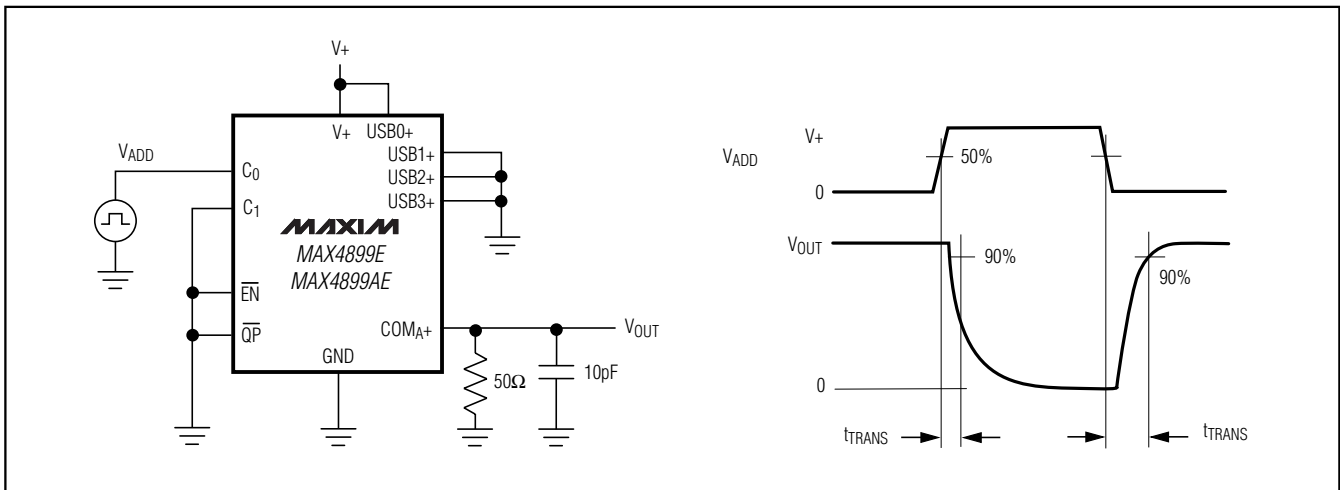 V+
V+
USB0+
USB1+
USB2+
USB3+
VADD
C0
C1
MAXIM
MAX4899E
MAX4899AE
EN
QP
COMA+
GND
VOUT
50Ω
10pF
V+
VADD
50%
0
VOUT
90%
90%
0
tTRANS
tTRANS